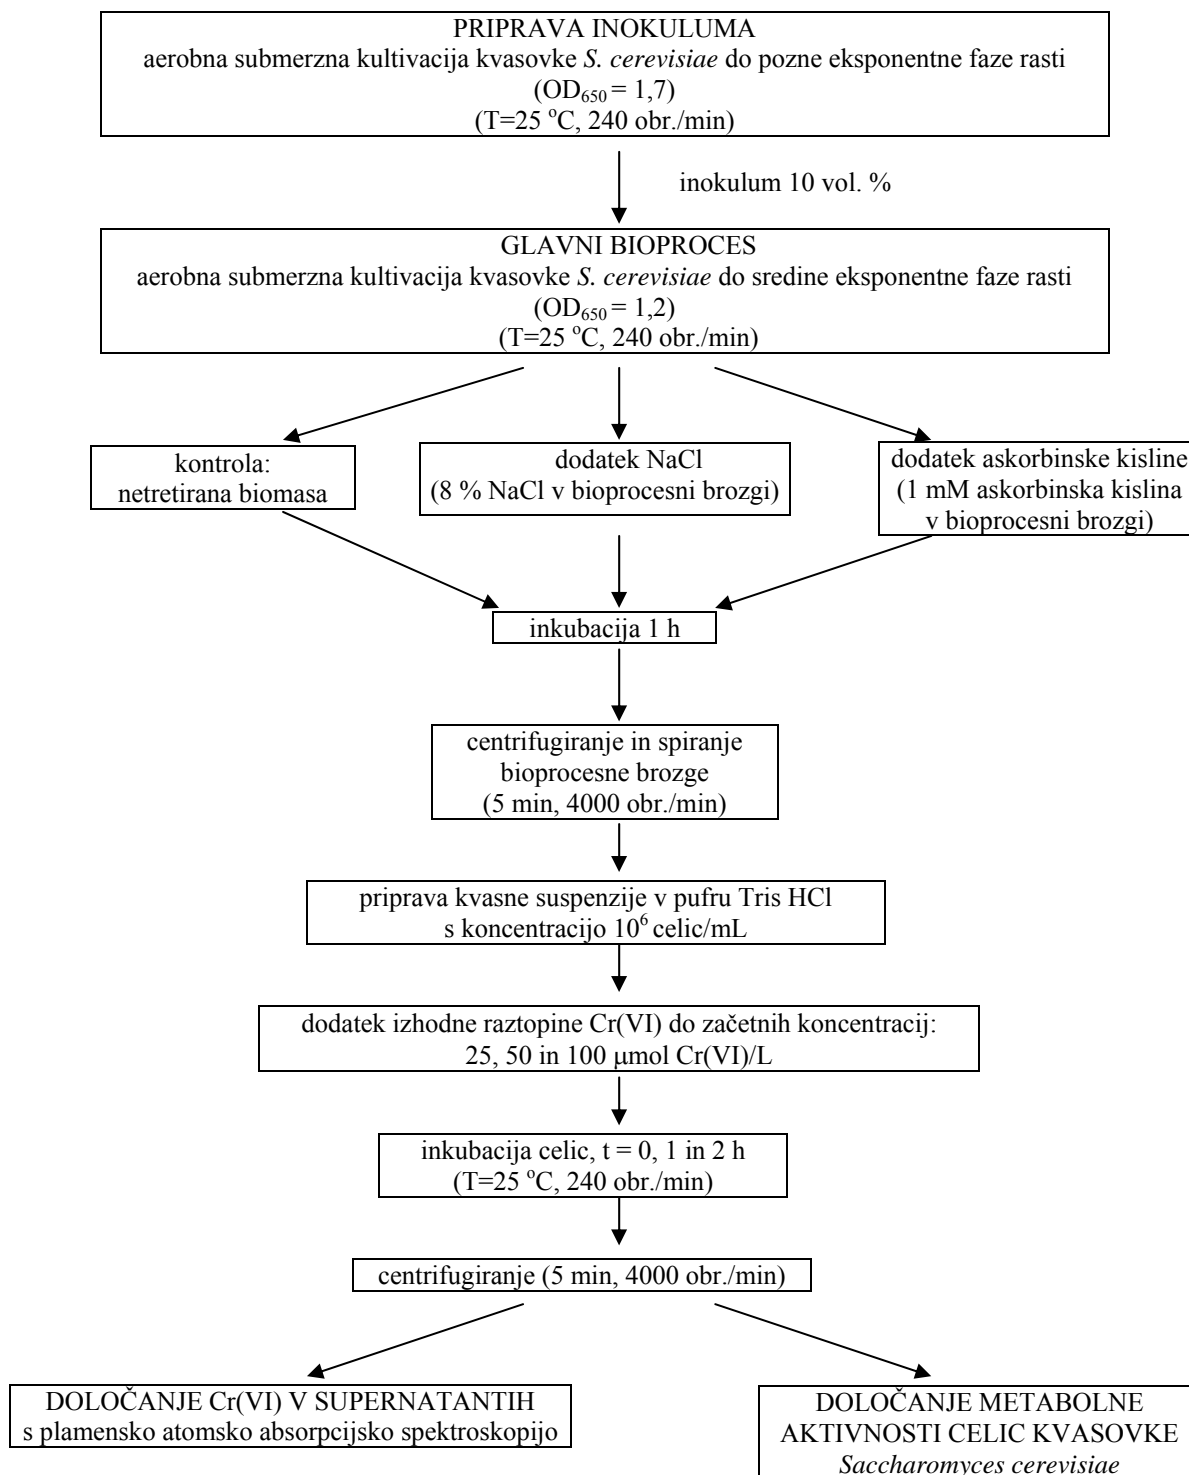 PRIPRAVA INOKULUMA
aerobna submerzna kultivacija kvasovke S. cerevisiae do pozne eksponentne faze rasti
(OD₆₅₀ = 1,7)
(T=25 °C, 240 obr./min)
inokulum 10 vol. %
GLAVNI BIOPROCES
aerobna submerzna kultivacija kvasovke S. cerevisiae do sredine eksponentne faze rasti
(OD₆₅₀ = 1,2)
(T=25 °C, 240 obr./min)
kontrola:
netretirana biomasa
dodatek NaCl
(8 % NaCl v bioprocesni brozgi)
dodatek askorbinske kisline
(1 mM askorbinska kislina
v bioprocesni brozgi)
inkubacija 1 h
centrifugiranje in spiranje
bioprocesne brozge
(5 min, 4000 obr./min)
priprava kvasne suspenzije v pufru Tris HCl
s koncentracijo 10⁶ celic/mL
dodatek izhodne raztopine Cr(VI) do začetnih koncentracij:
25, 50 in 100 μmol Cr(VI)/L
inkubacija celic, t = 0, 1 in 2 h
(T=25 °C, 240 obr./min)
centrifugiranje (5 min, 4000 obr./min)
DOLOČANJE Cr(VI) V SUPERNATANTIH
s plamensko atomsko absorpcijsko spektroskopijo
DOLOČANJE METABOLNE
AKTIVNOSTI CELIC KVASOVKE
Saccharomyces cerevisiae